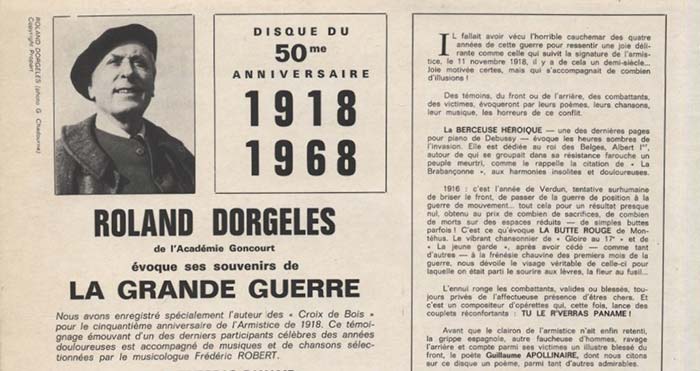 ROLAND DORGELES (photo G. Chadourne)
DISQUE DU
50me
ANNIVERSAIRE
1918
1968
ROLAND DORGELES
de l'Académie Goncourt
évoque ses souvenirs de
LA GRANDE GUERRE
Nous avons enregistré spécialement l'auteur des « Croix de Bois »
pour le cinquantième anniversaire de l'Armistice de 1918. Ce témoi-
gnage émouvant d'un des derniers participants célèbres des années
douloureuses est accompagné de musiques et de chansons sélec-
tionnées par le musicologue Frédéric ROBERT.
IL fallait avoir vécu l'horrible cauchemar des quatre
années de cette guerre pour ressentir une joie déli-
rante comme celle qui suivit la signature de l'armis-
tice, le 11 novembre 1918, il y a de cela un demi-siècle...
Joie motivée certes, mais qui s'accompagnait de combien
d'illusions !
Des témoins, du front ou de l'arrière, des combattants,
des victimes, évoqueront par leurs poèmes, leurs chansons,
leur musique, les horreurs de ce conflit.
La BERCEUSE HÉROIQUE — une des dernières pages
pour piano de Debussy — évoque les heures sombres de
l'invasion. Elle est dédiée au roi des Belges, Albert Ier,
autour de qui se groupait dans sa résistance farouche un
peuple meurtri, comme le rappelle la citation de « La
Brabançonne », aux harmonies insolites et douloureuses.
1916 : c'est l'année de Verdun, tentative surhumaine
de briser le front, de passer de la guerre de position à la
guerre de mouvement... tout cela pour un résultat presque
nul, obtenu au prix de combien de sacrifices, de combien
de morts sur des espaces réduits — de simples buttes
parfois ! C'est ce qu'évoque LA BUTTE ROUGE de Mon-
téhus. Le vibrant chansonnier de « Gloire au 17e » et de
« La jeune garde », après avoir cédé — comme tant
d'autres — à la frénésie chauvine des premiers mois de la
guerre, nous dévoile le visage véritable de celle-ci pour
laquelle on était parti le sourire aux lèvres, la fleur au fusil...
L'ennui ronge les combattants, valides ou blessés, tou-
jours privés de l'affectueuse présence d'êtres chers. Et
c'est un compositeur d'opérettes qui, cette fois, lance des
couplets réconfortants : TU LE R'VERRAS PANAME !
Avant que le clairon de l'armistice n'ait enfin retenti,
la grippe espagnole, autre faucheuse d'hommes, ravage
l'arrière et compte parmi ses victimes un illustre blessé du
front, le poète Guillaume APOLLINAIRE, dont nous citons
sur ce disque un poème, parmi tant d'autres admirables.